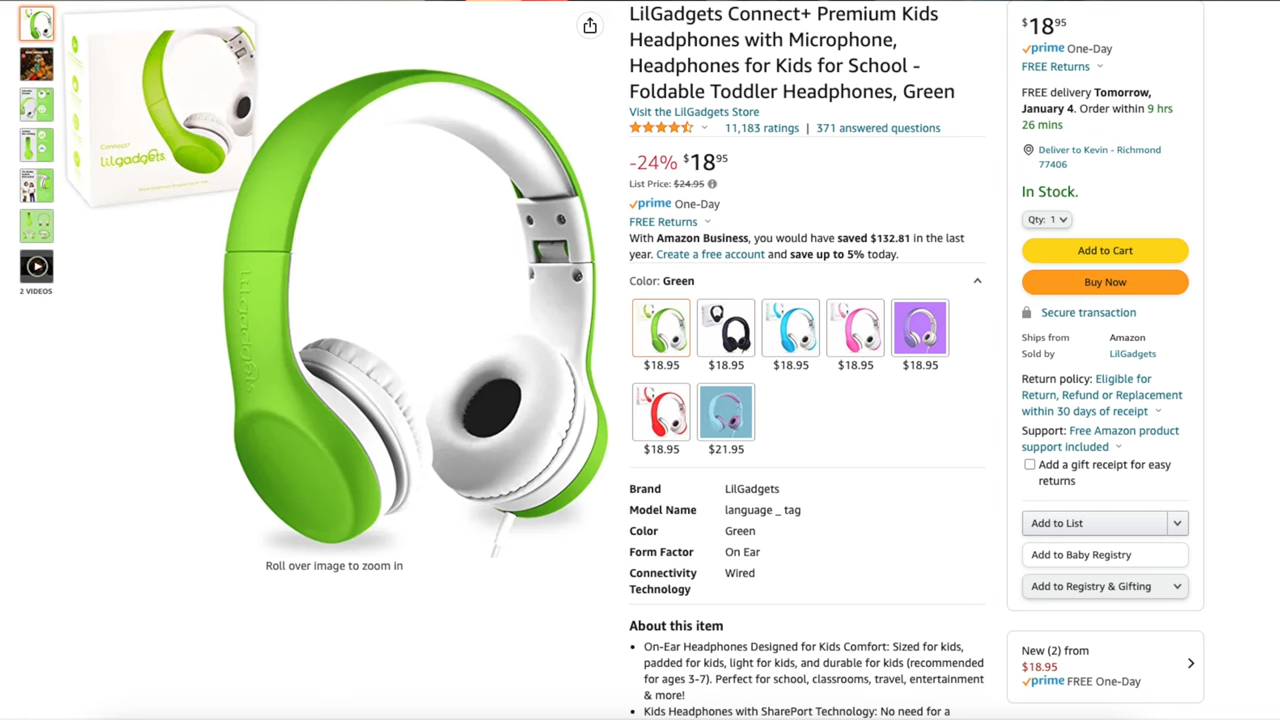 Connect+
lilgadgets
lilgadgets
2 VIDEOS
Roll over image to zoom in
LilGadgets Connect+ Premium Kids
Headphones with Microphone,
Headphones for Kids for School -
Foldable Toddler Headphones, Green
Visit the LilGadgets Store
11,183 ratings | 371 answered questions
-24% $18 95
List Price: $24.95
prime One-Day
FREE Returns
With Amazon Business, you would have saved $132.81 in the last
year. Create a free account and save up to 5% today.
Color: Green
$18.95 $18.95 $18.95 $18.95 $18.95
$18.95 $21.95
Brand LilGadgets
Model Name language _ tag
Color Green
Form Factor On Ear
Connectivity Wired
Technology
About this item
• On-Ear Headphones Designed for Kids Comfort: Sized for kids,
padded for kids, light for kids, and durable for kids (recommended
for ages 3-7). Perfect for school, classrooms, travel, entertainment
& more!
• Kids Headphones with SharePort Technology: No need for a
$18 95
prime One-Day
FREE Returns
FREE delivery Tomorrow,
January 4. Order within 9 hrs
26 mins
Deliver to Kevin - Richmond
77406
In Stock.
Qty: 1
Add to Cart
Buy Now
Secure transaction
Ships from Amazon
Sold by LilGadgets
Return policy: Eligible for
Return, Refund or Replacement
within 30 days of receipt
Support: Free Amazon product
support included
Add a gift receipt for easy
returns
Add to List
Add to Baby Registry
Add to Registry & Gifting
New (2) from
$18.95
prime FREE One-Day